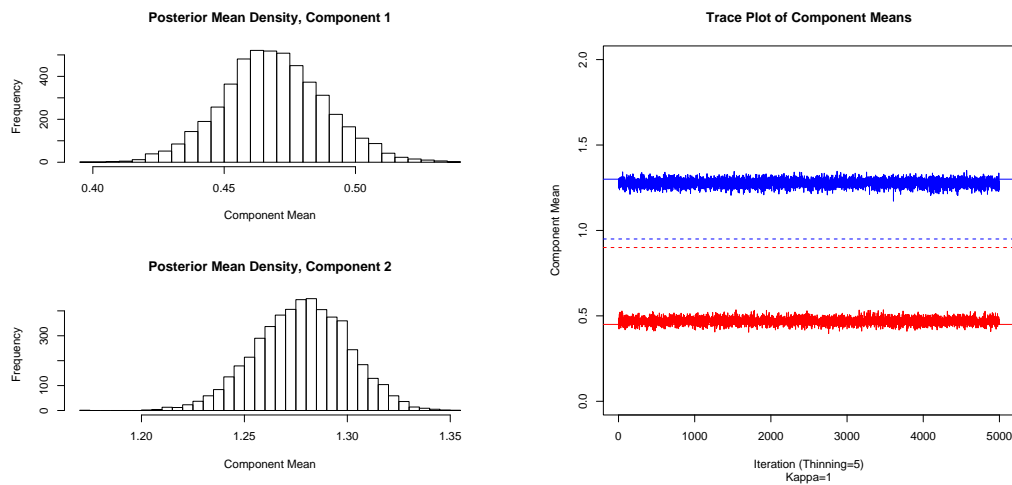 Posterior Mean Density, Component 1
Frequency
0 200 400
0.40 0.45 0.50
Component Mean
Posterior Mean Density, Component 2
Frequency
0 100 300
1.20 1.25 1.30 1.35
Component Mean
Trace Plot of Component Means
Component Mean
0.0 0.5 1.0 1.5 2.0
0 1000 2000 3000 4000 5000
Iteration (Thinning=5)
Kappa=1